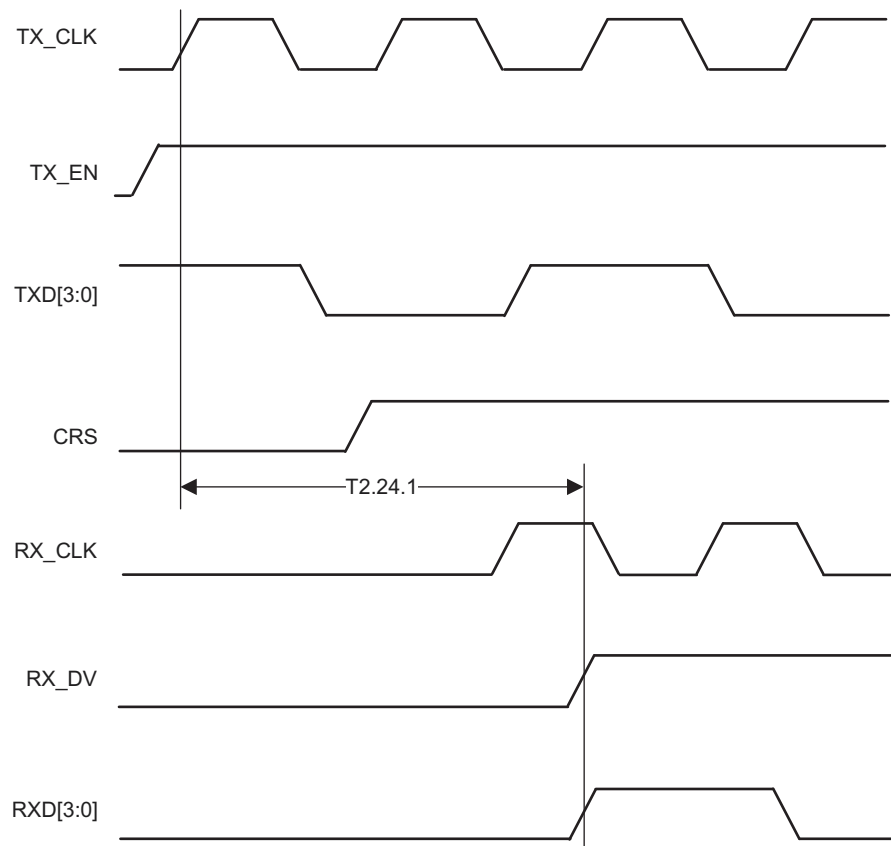 TX_CLK
TX_EN
TXD[3:0]
CRS
T2.24.1
RX_CLK
RX_DV
RXD[3:0]